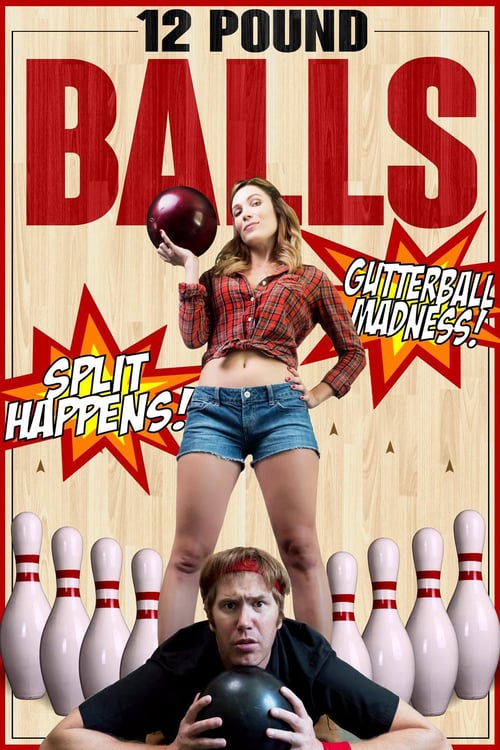 12 POUND
BALLS
GUTTERBALL
MADNESS!
SPLIT
HAPPENS!